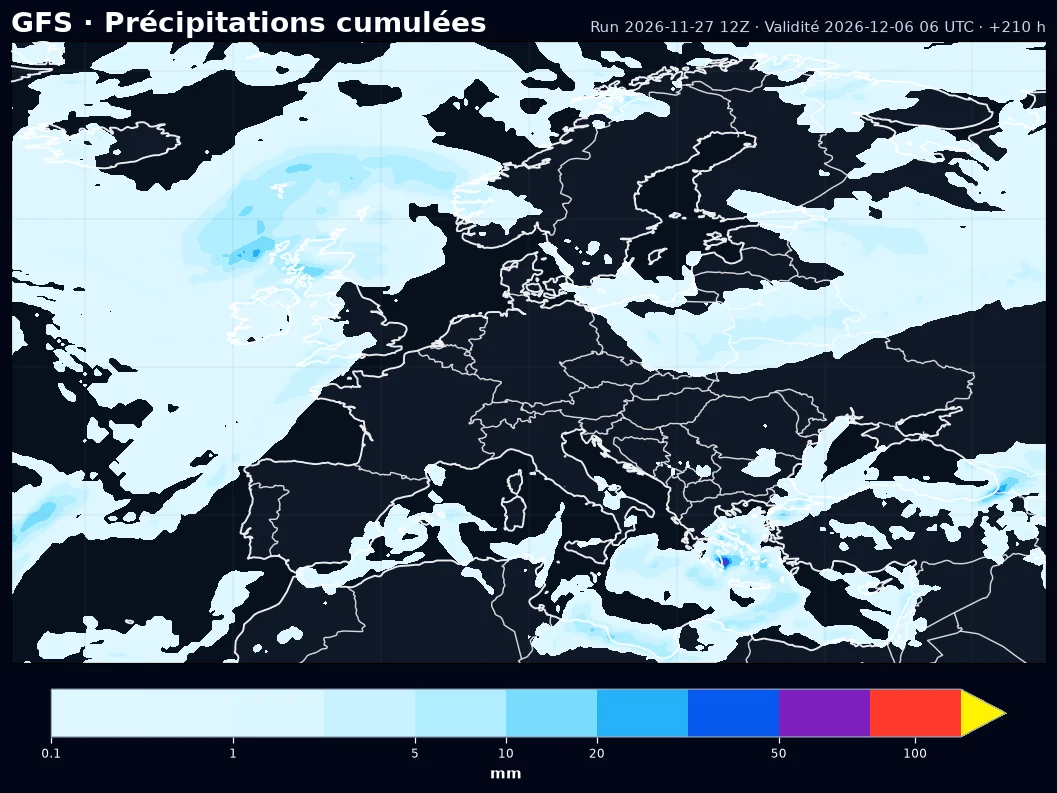 GFS · Précipitations cumulées
Run 2026-11-27 12Z · Validité 2026-12-06 06 UTC · +210 h
0.1 1 5 10 20 50 100
mm